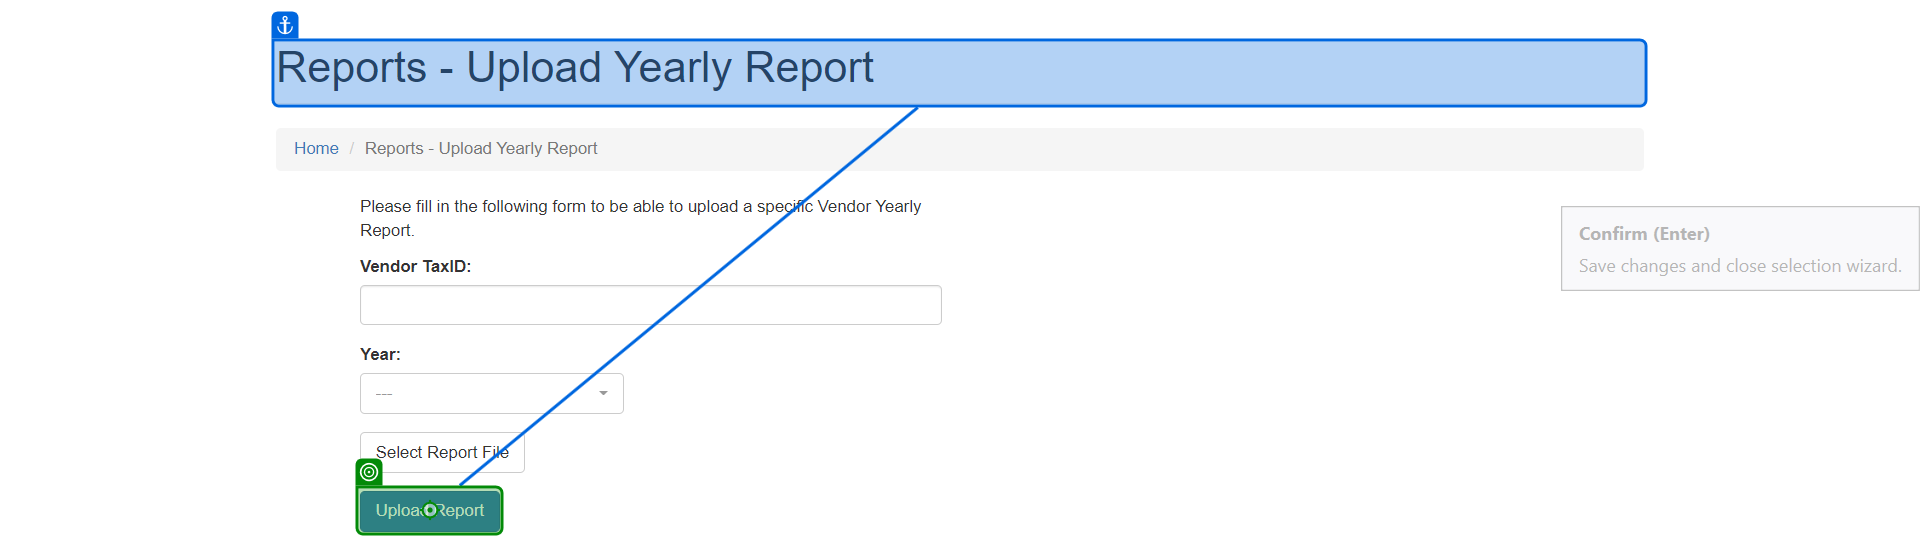 Reports - Upload Yearly Report
Home / Reports - Upload Yearly Report
Please fill in the following form to be able to upload a specific Vendor Yearly
Report.
Confirm (Enter)
Save changes and close selection wizard.
Vendor TaxID:
Year:
---
Select Report File
Upload Report